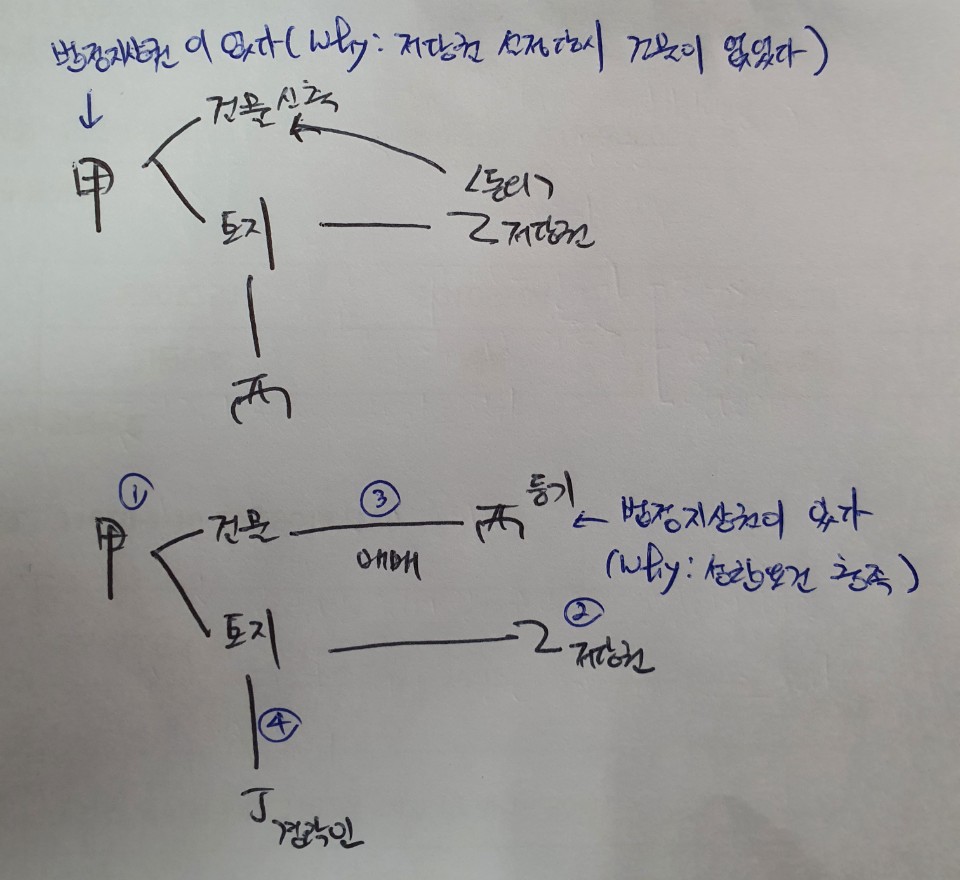 법정지상권이 없다 (why: 저당권 설정당시 건물이 없었다)
건물 신축
甲
<동의>
토지
乙 저당권
丙
①
甲
건물
③
매매
丙 등기
법정지상권이 있다
(why: 성립요건 충족)
토지
②
乙 저당권
④
丁 경락인